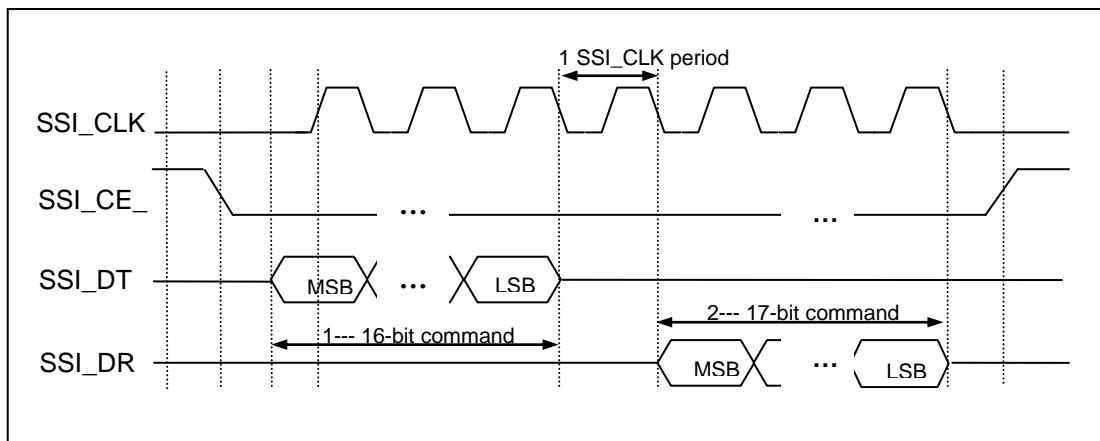 1 SSI_CLK period
SSI_CLK
SSI_CE_
...
...
SSI_DT
MSB
...
LSB
1--- 16-bit command
2--- 17-bit command
SSI_DR
MSB
...
LSB